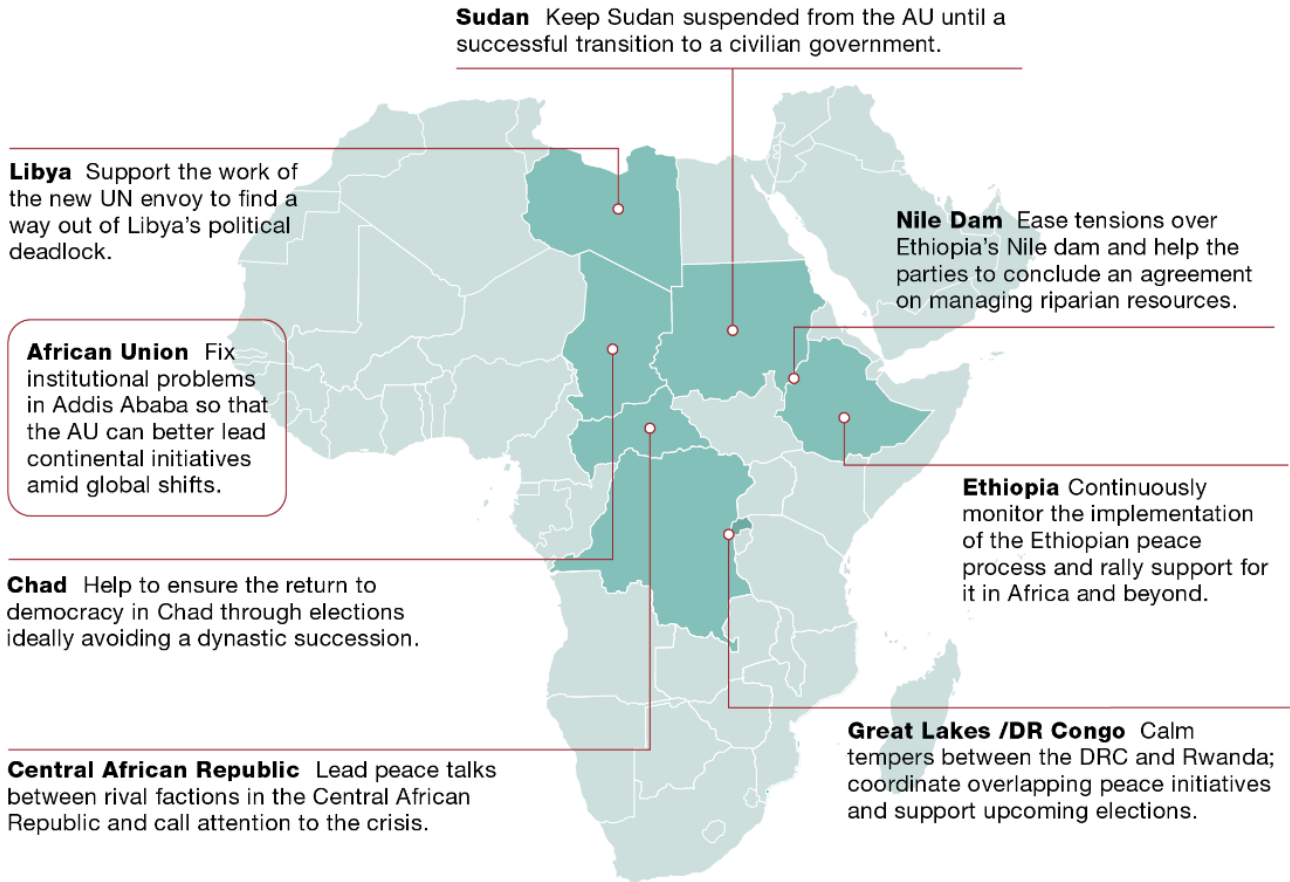 Sudan Keep Sudan suspended from the AU until a
successful transition to a civilian government.
Libya Support the work of
the new UN envoy to find a
way out of Libya's political
deadlock.
Nile Dam Ease tensions over
Ethiopia's Nile dam and help the
parties to conclude an agreement
on managing riparian resources.
African Union Fix
institutional problems
in Addis Ababa so that
the AU can better lead
continental initiatives
amid global shifts.
Ethiopia Continuously
monitor the implementation
of the Ethiopian peace
process and rally support for
it in Africa and beyond.
Chad Help to ensure the return to
democracy in Chad through elections
ideally avoiding a dynastic succession.
Great Lakes /DR Congo Calm
tempers between the DRC and Rwanda;
coordinate overlapping peace initiatives
and support upcoming elections.
Central African Republic Lead peace talks
between rival factions in the Central African
Republic and call attention to the crisis.